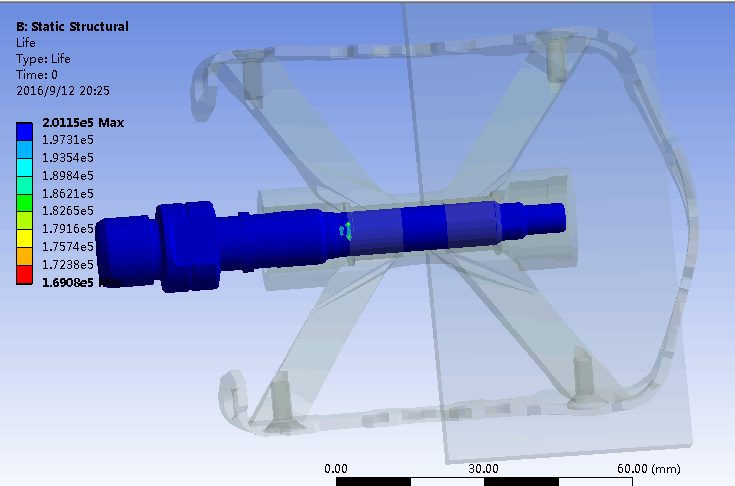 B: Static Structural
Life
Type: Life
Time: 0
2016/9/12 20:25
2.0115e5 Max
1.9731e5
1.9354e5
1.8984e5
1.8621e5
1.8265e5
1.7916e5
1.7574e5
1.7238e5
1.6908e5
0.00 30.00 60.00 (mm)